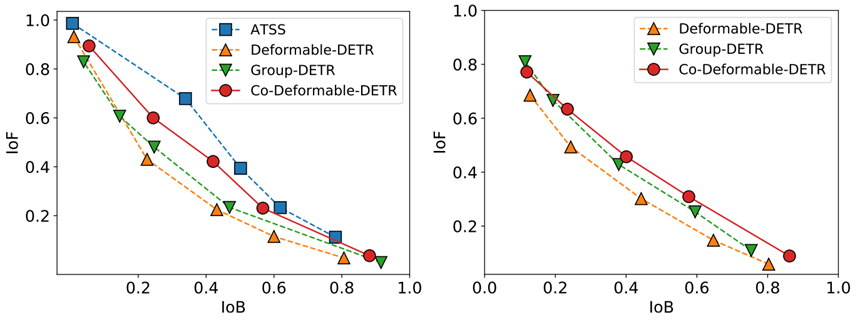 1.0
0.8
0.6
0.4
0.2
IoF
0.2 0.4 0.6 0.8 1.0
IoB
ATSS
Deformable-DETR
Group-DETR
Co-Deformable-DETR
1.0
0.8
0.6
0.4
0.2
IoF
0.0 0.2 0.4 0.6 0.8 1.0
IoB
Deformable-DETR
Group-DETR
Co-Deformable-DETR